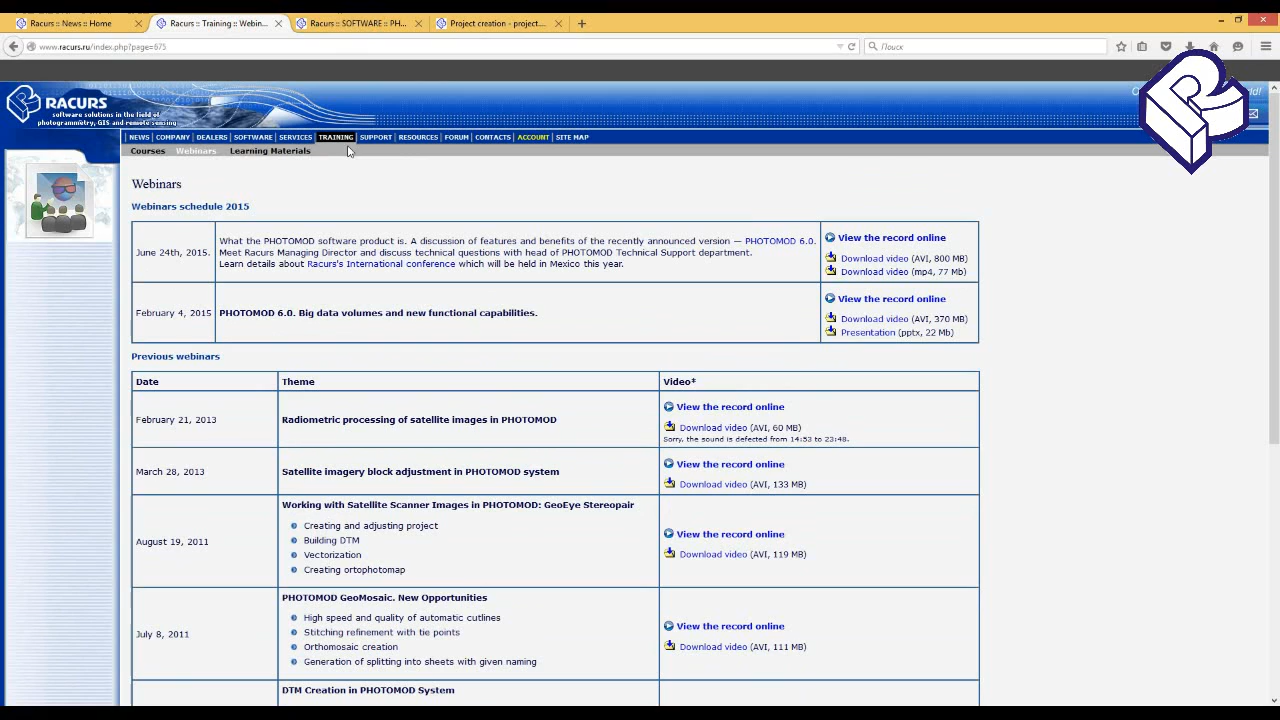 Racurs :: News :: Home
Racurs :: Training :: Webin...
Racurs :: SOFTWARE :: PH...
Project creation - project....
www.racurs.ru/index.php?page=675
Поиск
RACURS
software solutions in the field of
photogrammetry, GIS and remote sensing
NEWS COMPANY DEALERS SOFTWARE SERVICES TRAINING SUPPORT RESOURCES FORUM CONTACTS ACCOUNT SITE MAP
Courses Webinars Learning Materials
Webinars
Webinars schedule 2015
June 24th, 2015.
What the PHOTOMOD software product is. A discussion of features and benefits of the recently announced version — PHOTOMOD 6.0.
Meet Racurs Managing Director and discuss technical questions with head of PHOTOMOD Technical Support department.
Learn details about Racurs's International conference which will be held in Mexico this year.
View the record online
Download video (AVI, 800 MB)
Download video (mp4, 77 Mb)
February 4, 2015
PHOTOMOD 6.0. Big data volumes and new functional capabilities.
View the record online
Download video (AVI, 370 MB)
Presentation (pptx, 22 Mb)
Previous webinars
Date Theme Video*
February 21, 2013
Radiometric processing of satellite images in PHOTOMOD
View the record online
Download video (AVI, 60 MB)
Sorry, the sound is defected from 14:53 to 23:48.
March 28, 2013
Satellite imagery block adjustment in PHOTOMOD system
View the record online
Download video (AVI, 133 MB)
August 19, 2011
Working with Satellite Scanner Images in PHOTOMOD: GeoEye Stereopair
Creating and adjusting project
Building DTM
Vectorization
Creating ortophotomap
View the record online
Download video (AVI, 119 MB)
July 8, 2011
PHOTOMOD GeoMosaic. New Opportunities
High speed and quality of automatic cutlines
Stitching refinement with tie points
Orthomosaic creation
Generation of splitting into sheets with given naming
View the record online
Download video (AVI, 111 MB)
DTM Creation in PHOTOMOD System